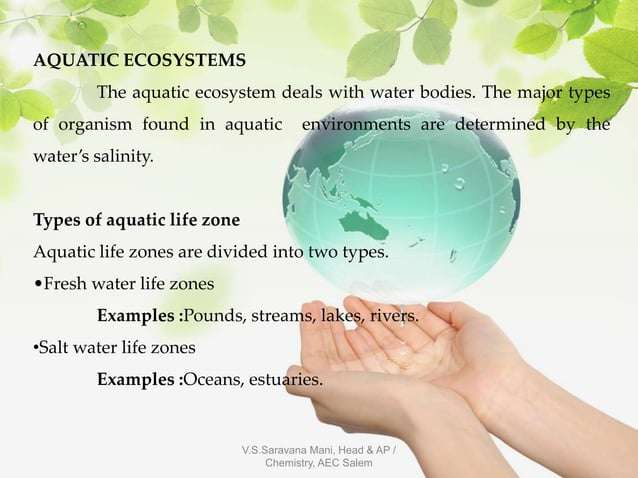 AQUATIC ECOSYSTEMS
The aquatic ecosystem deals with water bodies. The major types
of organism found in aquatic environments are determined by the
water’s salinity.
Types of aquatic life zone
Aquatic life zones are divided into two types.
•Fresh water life zones
Examples :Pounds, streams, lakes, rivers.
•Salt water life zones
Examples :Oceans, estuaries.
V.S.Saravana Mani, Head & AP /
Chemistry, AEC Salem